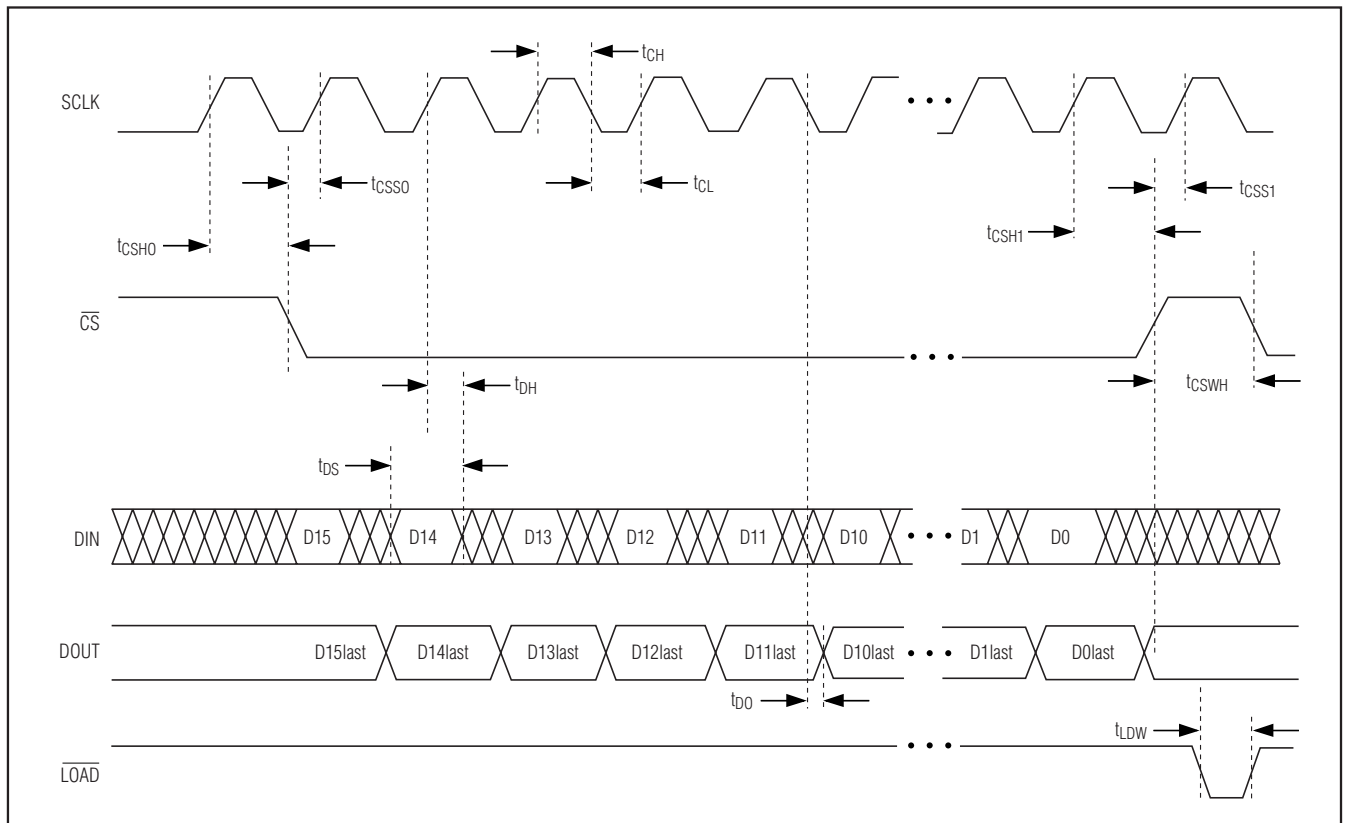 tCH
SCLK
tCSS0
tCL
tCSS1
tCSH0
tCSH1
CS
tDH
tCSWH
tDS
DIN
D15
D14
D13
D12
D11
D10
D1
D0
DOUT
D15last
D14last
D13last
D12last
D11last
D10last
D1last
D0last
tDO
tLDW
LOAD